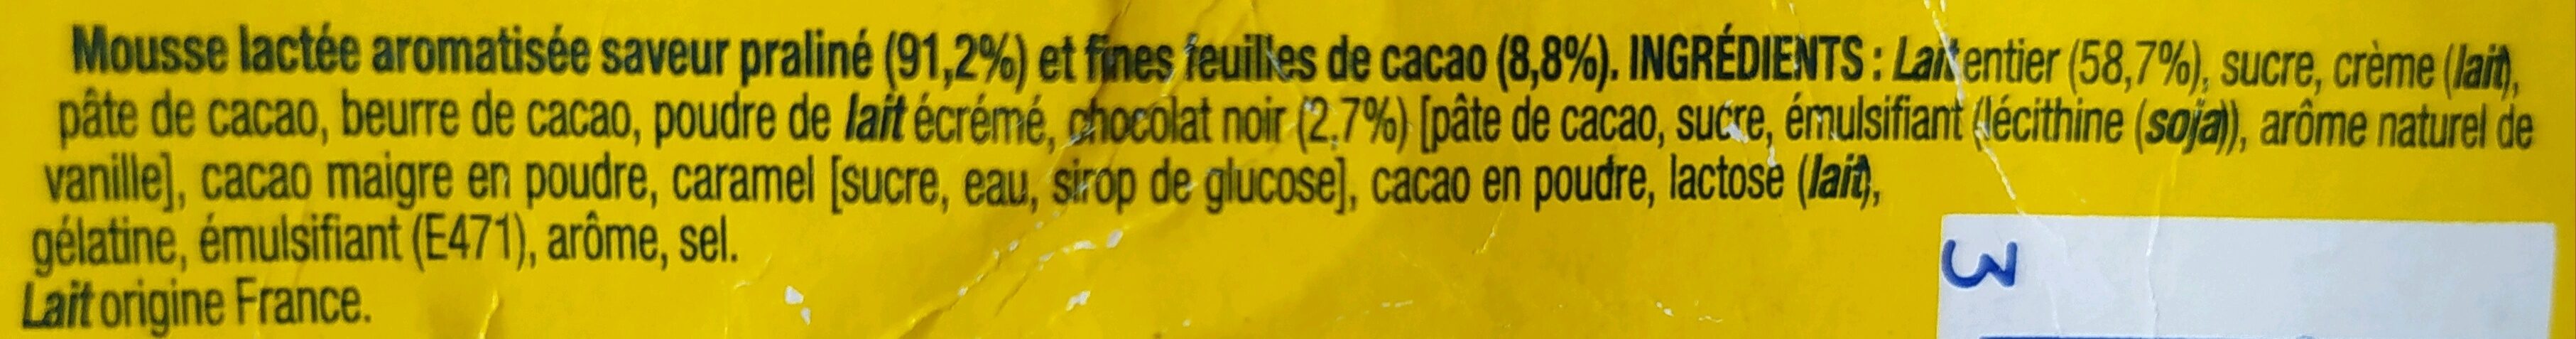 Mousse lactée aromatisée saveur praliné (91,2%) et fines feuilles de cacao (8,8%). INGRÉDIENTS : Lait entier (58,7%), sucre, crème (lait),
pâte de cacao, beurre de cacao, poudre de lait écrémé, chocolat noir (2.7%) [pâte de cacao, sucre, émulsifiant (lécithine (soja)), arôme naturel de
vanille], cacao maigre en poudre, caramel [sucre, eau, sirop de glucose], cacao en poudre, lactose (lait),
gélatine, émulsifiant (E471), arôme, sel.
Lait origine France.